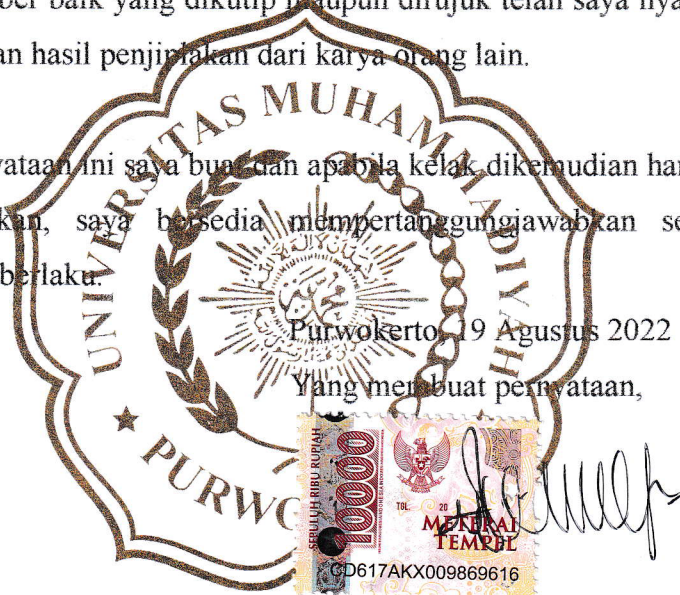 ber baik yang dikutip maupun dirujuk telah saya nya
an hasil penjiplakan dari karya orang lain.
yataan ini saya buat dan apabila kelak dikemudian har
kan, saya bersedia mempertanggungjawabkan se
berlaku.
Purwokerto, 19 Agustus 2022
Yang membuat pernyataan,
UNIVERSITAS MUHAMMADIYAH
PURWO
SEPULUH RIBU RUPIAH
10000
TGL. 20
METERAI
TEMPEL
CD617AKX009869616